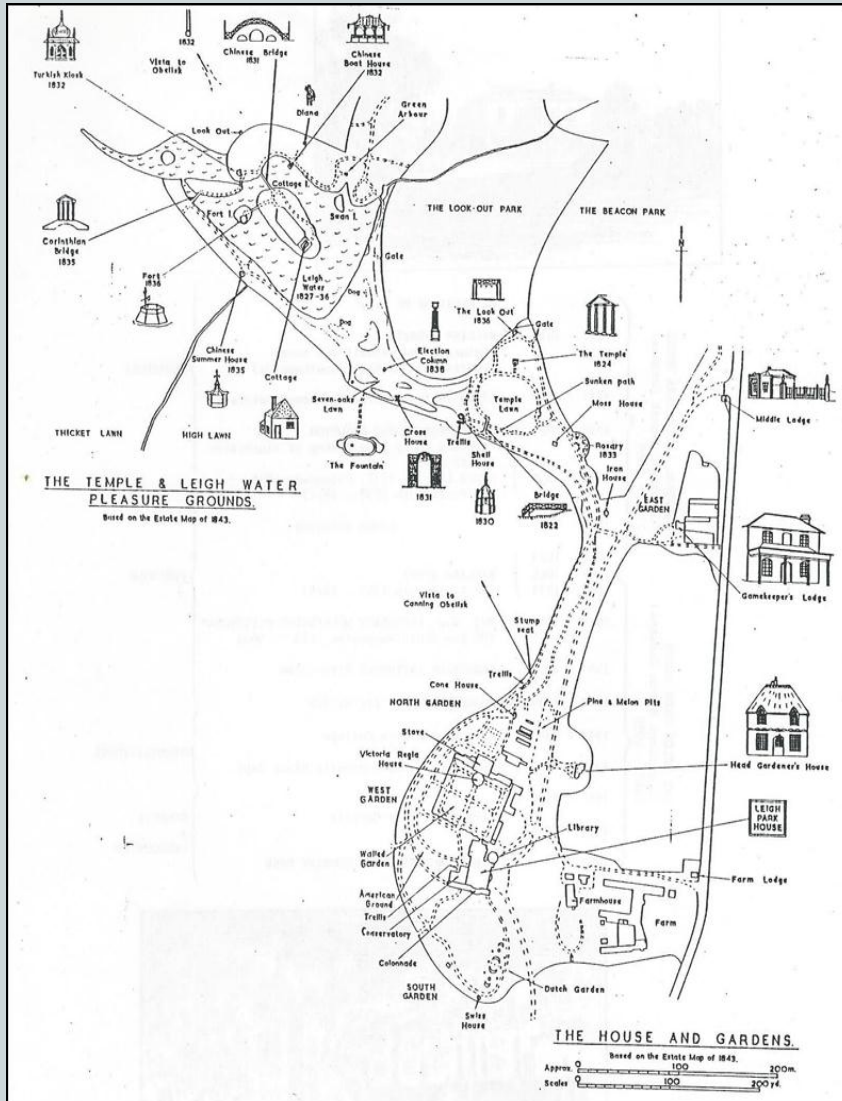 1832
Vista to
Obelisk
Chinese Bridge
1831
Chinese
Boat House
1832
Turkish Kiosk
1832
Diana
Green
Arbour
Look Out
Cottage I.
Fort I.
Swan I.
THE LOOK-OUT PARK
THE BEACON PARK
N
Corinthian
Bridge
1835
Fort
1836
Leigh
Water
1827-36
Gate
Dog
Dog
'The Look Out'
1836
Gate
'The Temple'
1824
Election
Column
1838
Sunken path
Chinese
Summer House
1835
Cottage
Seven-oaks
Lawn
Temple
Lawn
Moss House
Middle Lodge
THICKET LAWN
HIGH LAWN
'The Fountain'
Cross
House
1831
Trellis
Shell
House
1830
Bridge
1822
Rosary
1833
Iron
House
EAST
GARDEN
THE TEMPLE & LEIGH WATER
PLEASURE GROUNDS.
Based on the Estate Map of 1843.
Gamekeeper's Lodge
Vista to
Canning Obelisk
Stump
seat
Trellis
Cone House
NORTH GARDEN
Pine & Melon Pits
Stove
Victoria Regia
House
WEST
GARDEN
Head Gardener's House
LEIGH
PARK
HOUSE
Library
Walled
Garden
American
Ground
Trellis
Conservatory
Colonnade
Farmhouse
Farm
Farm Lodge
SOUTH
GARDEN
Dutch Garden
Swiss
House
THE HOUSE AND GARDENS.
Based on the Estate Map of 1843.
Approx. 0 100 200m.
Scales 0 100 200 yd.